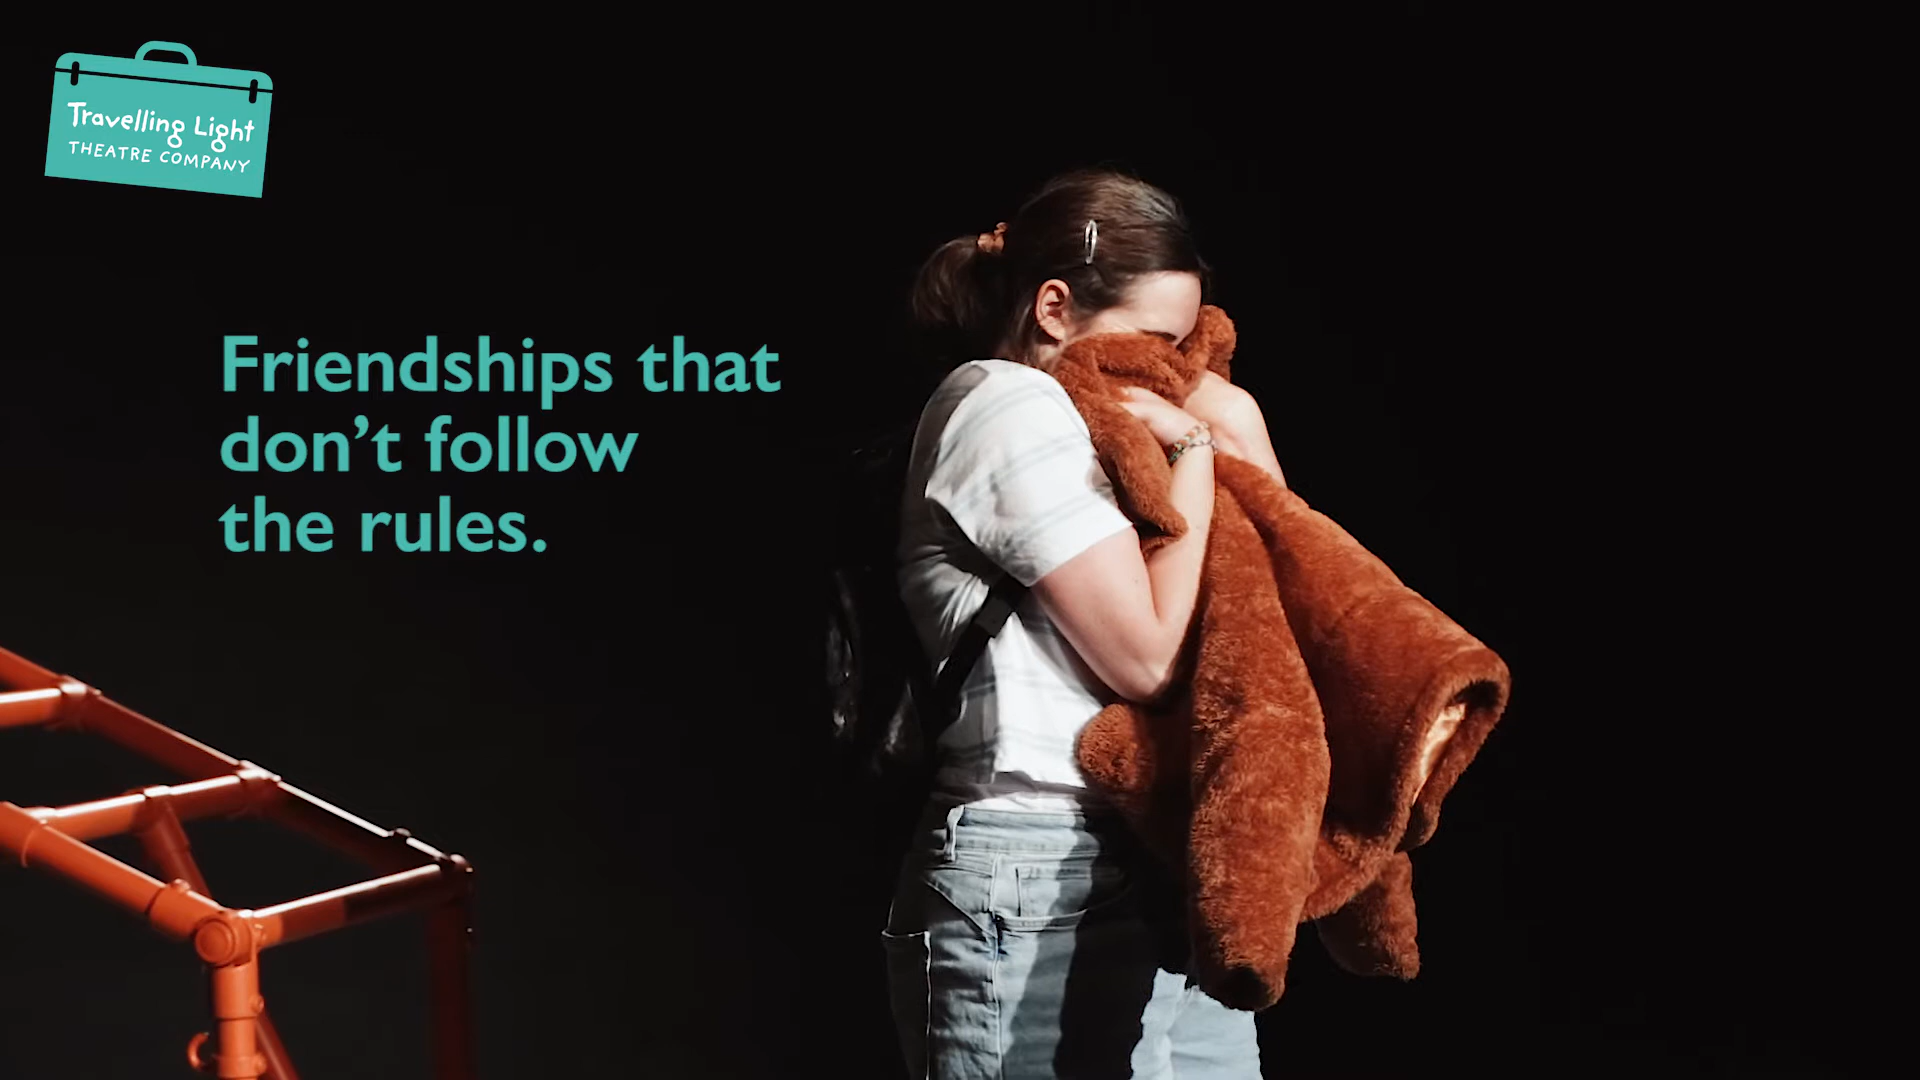 Travelling Light
THEATRE COMPANY
Friendships that
don’t follow
the rules.